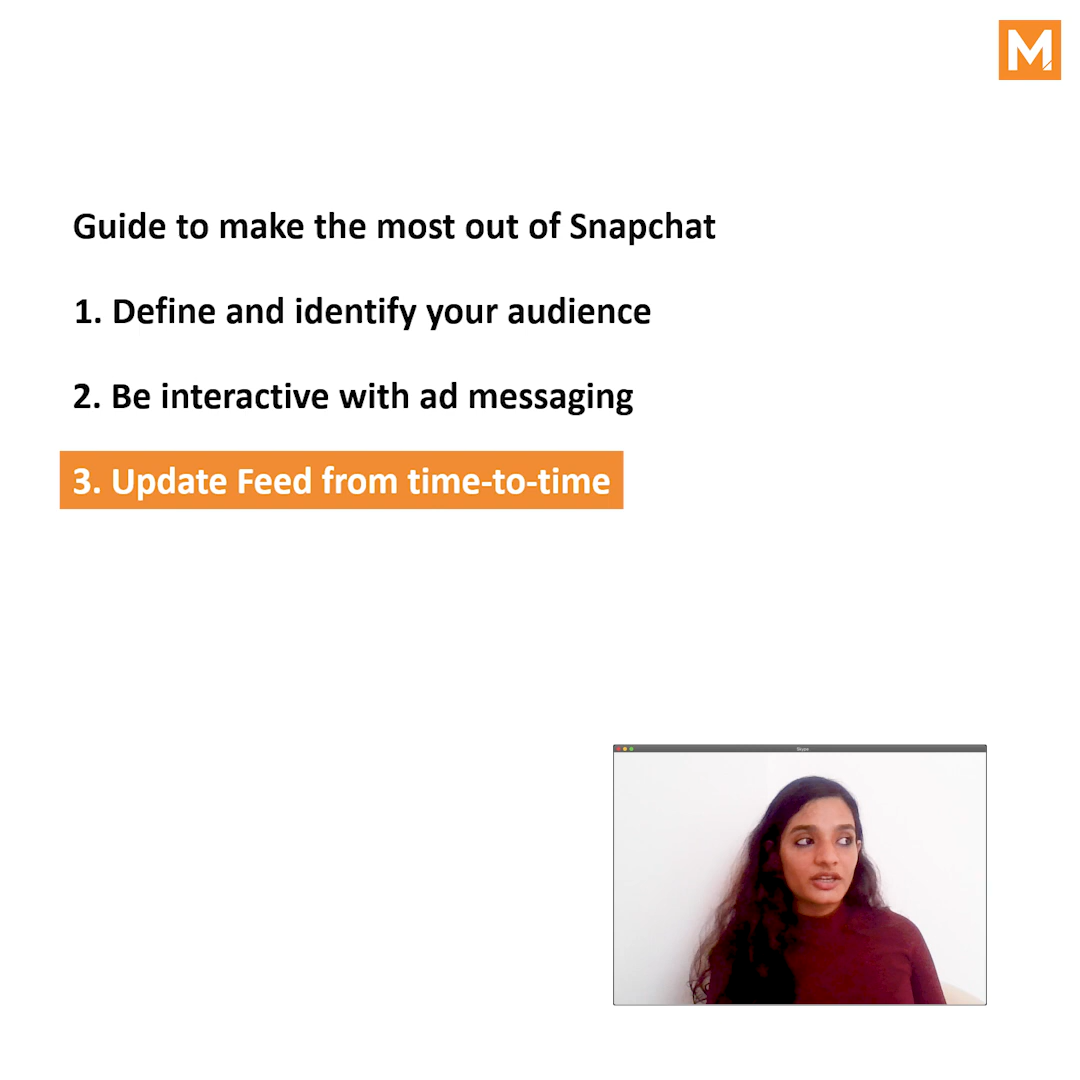 M
Guide to make the most out of Snapchat
1. Define and identify your audience
2. Be interactive with ad messaging
3. Update Feed from time-to-time
Skype